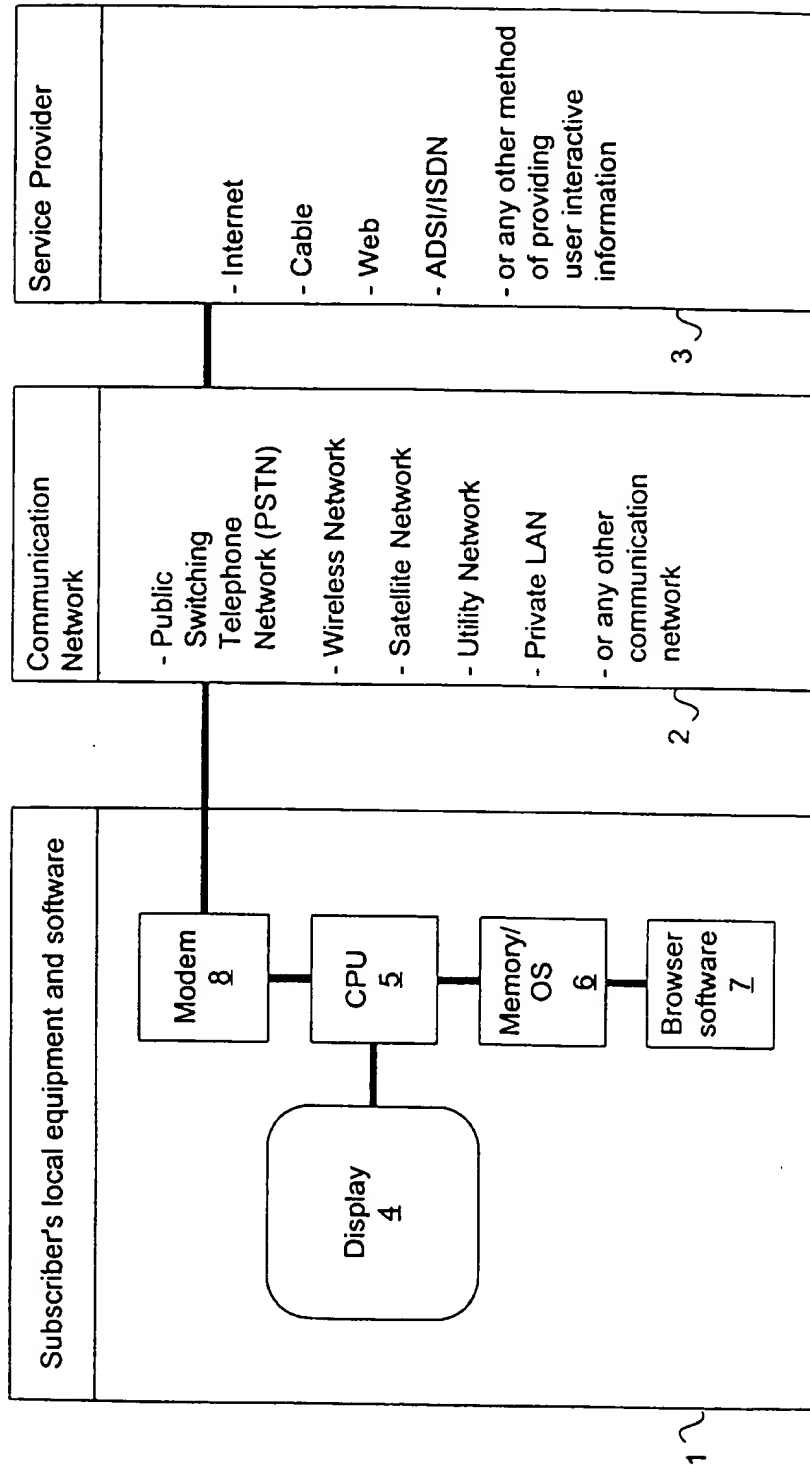 Subscriber's local equipment and software
Display
4
Modem
8
CPU
5
Memory/
OS
6
Browser
software
7
1
Communication
Network
- Public
Switching
Telephone
Network (PSTN)
- Wireless Network
- Satellite Network
- Utility Network
- Private LAN
- or any other
communication
network
2
Service Provider
- Internet
- Cable
- Web
- ADSI/ISDN
- or any other method
of providing
user interactive
information
3